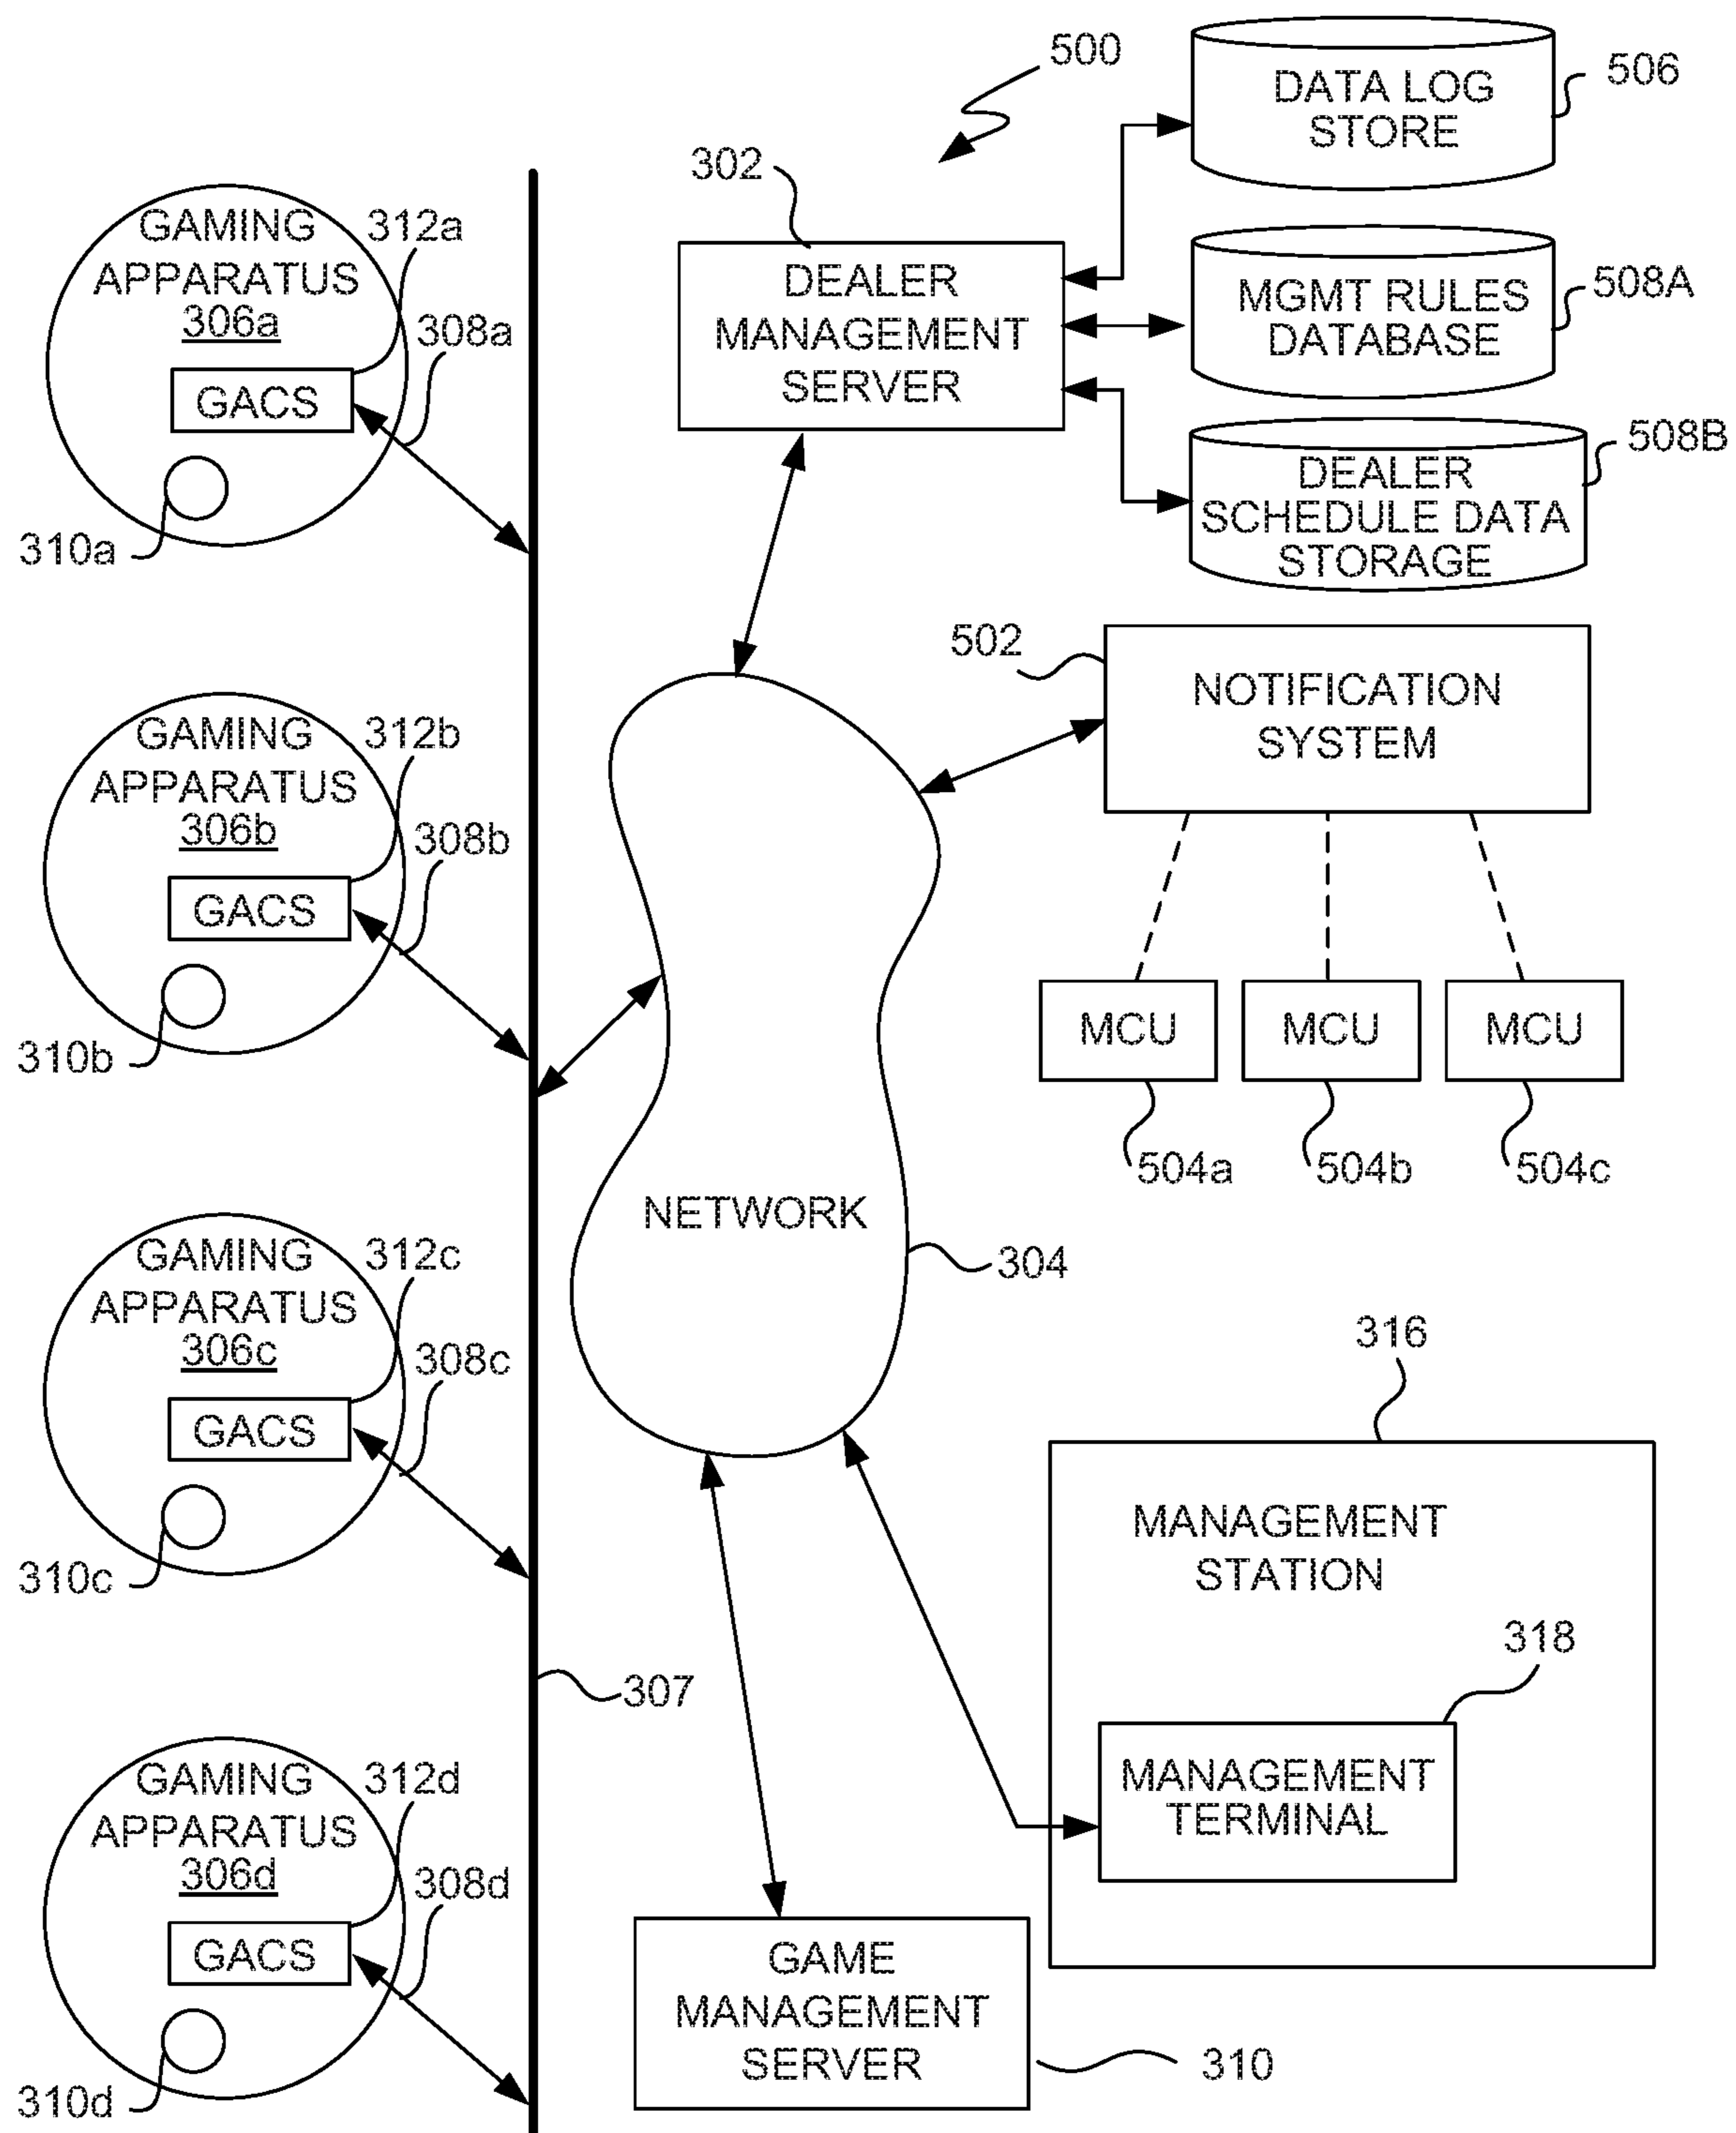 500
DATA LOG
STORE
506
302
DEALER
MANAGEMENT
SERVER
MGMT RULES
DATABASE
508A
DEALER
SCHEDULE DATA
STORAGE
508B
GAMING
APPARATUS
306a
312a
308a
GACS
310a
502
NOTIFICATION
SYSTEM
GAMING
APPARATUS
306b
312b
308b
GACS
310b
MCU
MCU
MCU
504a
504b
504c
NETWORK
304
GAMING
APPARATUS
306c
312c
308c
GACS
310c
316
MANAGEMENT
STATION
318
MANAGEMENT
TERMINAL
307
GAMING
APPARATUS
306d
312d
308d
GACS
310d
GAME
MANAGEMENT
SERVER
310